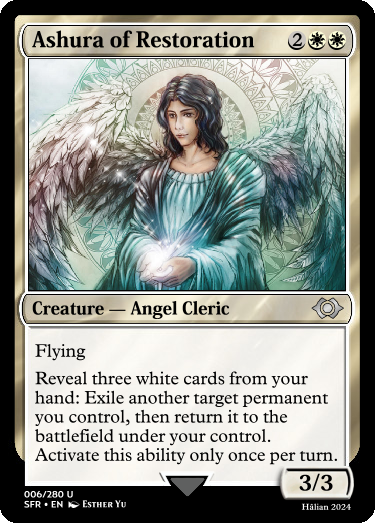 Ashura of Restoration 2
Creature — Angel Cleric
Flying
Reveal three white cards from your
hand: Exile another target permanent
you control, then return it to the
battlefield under your control.
Activate this ability only once per turn.
3/3
006/280 U
SFR • EN Esther Yu
Hālian 2024